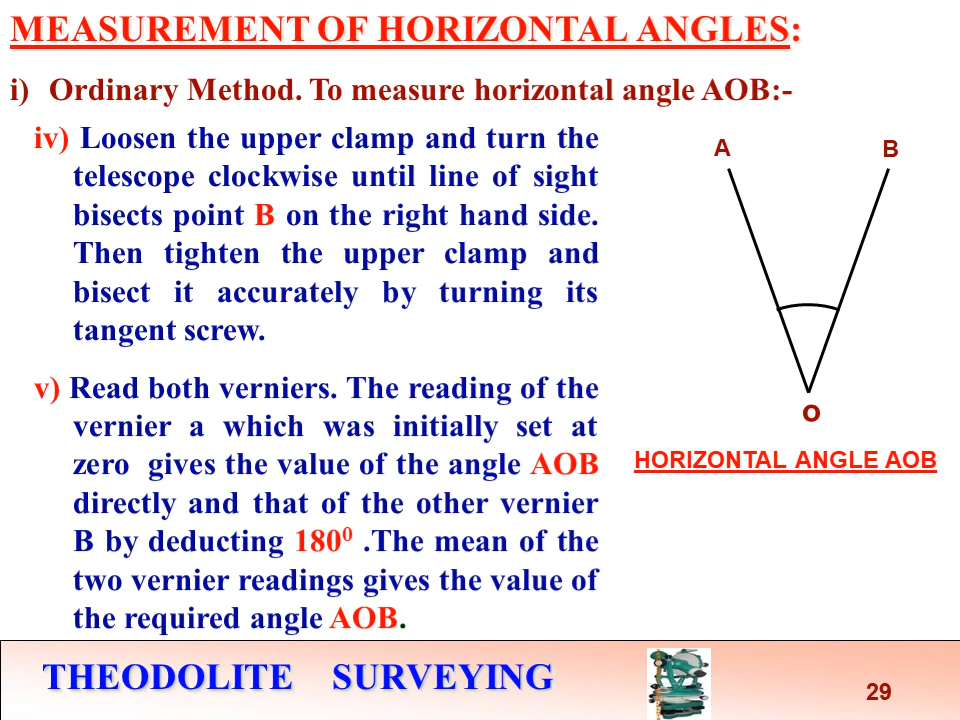 MEASUREMENT OF HORIZONTAL ANGLES:
i) Ordinary Method. To measure horizontal angle AOB:-
iv) Loosen the upper clamp and turn the
telescope clockwise until line of sight
bisects point B on the right hand side.
Then tighten the upper clamp and
bisect it accurately by turning its
tangent screw.
v) Read both verniers. The reading of the
vernier a which was initially set at
zero gives the value of the angle AOB
directly and that of the other vernier
B by deducting 180⁰ .The mean of the
two vernier readings gives the value of
the required angle AOB.
A
B
O
HORIZONTAL ANGLE AOB
THEODOLITE SURVEYING
29